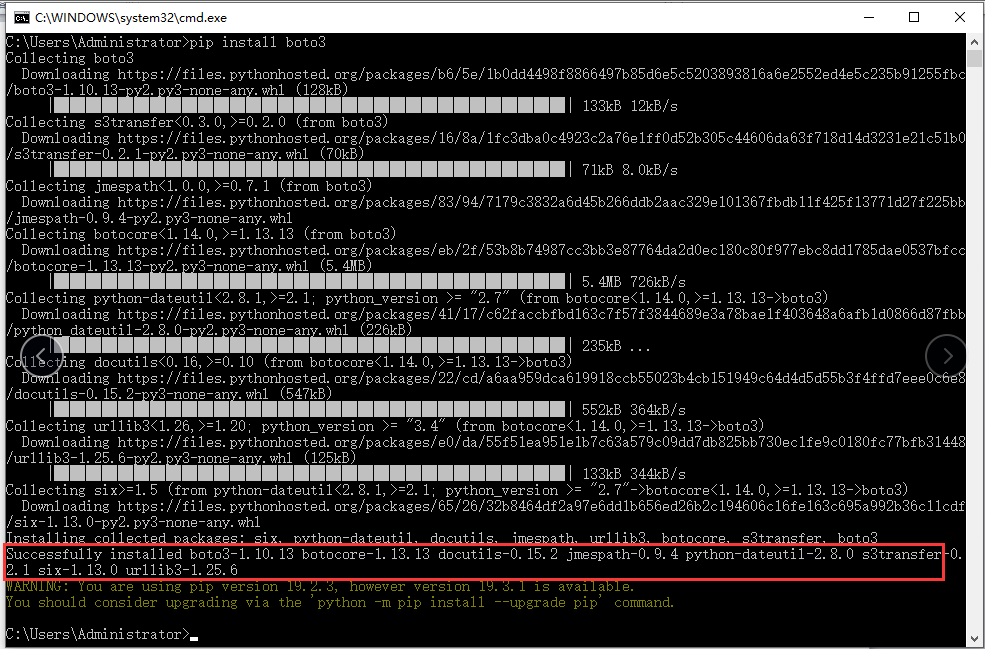 C:\WINDOWS\system32\cmd.exe
C:\Users\Administrator>pip install boto3
Collecting boto3
Downloading https://files.pythonhosted.org/packages/b6/5e/1b0dd4498f8866497b85d6e5c5203893816a6e2552ed4e5c235b91255fbc
/boto3-1.10.13-py2.py3-none-any.whl (128kB)
133kB 12kB/s
Collecting s3transfer<0.3.0,>=0.2.0 (from boto3)
Downloading https://files.pythonhosted.org/packages/16/8a/1fc3dba0c4923c2a76e1ff0d52b305c44606da63f718d14d3231e21c51b0
/s3transfer-0.2.1-py2.py3-none-any.whl (70kB)
71kB 8.0kB/s
Collecting jmespath<1.0.0,>=0.7.1 (from boto3)
Downloading https://files.pythonhosted.org/packages/83/94/7179c3832a6d45b266ddb2aac329e101367fbdb11f425f13771d27f225bb
/jmespath-0.9.4-py2.py3-none-any.whl
Collecting botocore<1.14.0,>=1.13.13 (from boto3)
Downloading https://files.pythonhosted.org/packages/eb/2f/53b8b74987cc3bb3e87764da2d0ec180c80f977ebc8dd1785dae0537bfcc
/botocore-1.13.13-py2.py3-none-any.whl (5.4MB)
5.4MB 726kB/s
Collecting python-dateutil<2.8.1,>=2.1; python_version >= "2.7" (from botocore<1.14.0,>=1.13.13->boto3)
Downloading https://files.pythonhosted.org/packages/41/17/c62faccbfbd163c7f57f3844689e3a78bae1f403648a6afb1d0866d87fbb
/python_dateutil-2.8.0-py2.py3-none-any.whl (226kB)
235kB ...
Collecting docutils<0.16,>=0.10 (from botocore<1.14.0,>=1.13.13->boto3)
Downloading https://files.pythonhosted.org/packages/22/cd/a6aa959dca619918ccb55023b4cb151949c64d4d5d55b3f4ffd7eee0c6e8
/docutils-0.15.2-py3-none-any.whl (547kB)
552kB 364kB/s
Collecting urllib3<1.26,>=1.20; python_version >= "3.4" (from botocore<1.14.0,>=1.13.13->boto3)
Downloading https://files.pythonhosted.org/packages/e0/da/55f51ea951e1b7c63a579c09dd7db825bb730ec1fe9c0180fc77bfb31448
/urllib3-1.25.6-py2.py3-none-any.whl (125kB)
133kB 344kB/s
Collecting six>=1.5 (from python-dateutil<2.8.1,>=2.1; python_version >= "2.7"->botocore<1.14.0,>=1.13.13->boto3)
Downloading https://files.pythonhosted.org/packages/65/26/32b8464df2a97e6dd1b656ed26b2c194606c16fe163c695a992b36c11cdf
/six-1.13.0-py2.py3-none-any.whl
Installing collected packages: six, python-dateutil, docutils, jmespath, urllib3, botocore, s3transfer, boto3
Successfully installed boto3-1.10.13 botocore-1.13.13 docutils-0.15.2 jmespath-0.9.4 python-dateutil-2.8.0 s3transfer-0.
2.1 six-1.13.0 urllib3-1.25.6
WARNING: You are using pip version 19.2.3, however version 19.3.1 is available.
You should consider upgrading via the 'python -m pip install --upgrade pip' command.
C:\Users\Administrator>